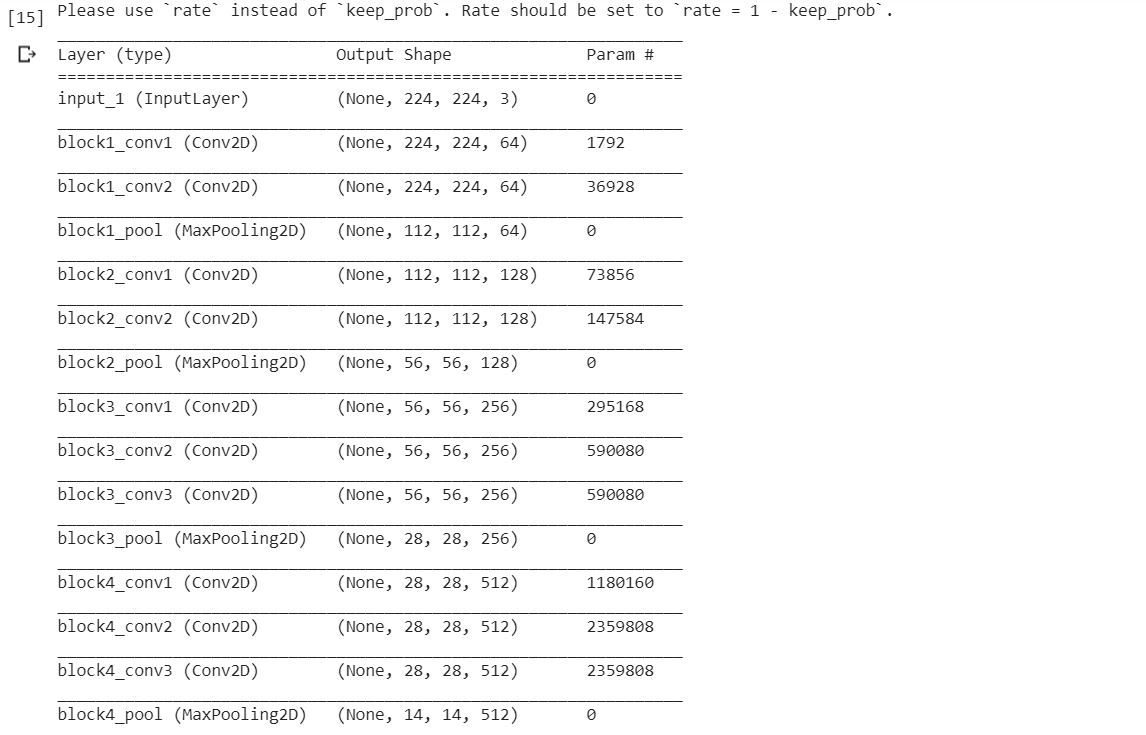 [15] Please use `rate` instead of `keep_prob`. Rate should be set to `rate = 1 - keep_prob`.
Layer (type) Output Shape Param #
=================================================================
input_1 (InputLayer) (None, 224, 224, 3) 0
block1_conv1 (Conv2D) (None, 224, 224, 64) 1792
block1_conv2 (Conv2D) (None, 224, 224, 64) 36928
block1_pool (MaxPooling2D) (None, 112, 112, 64) 0
block2_conv1 (Conv2D) (None, 112, 112, 128) 73856
block2_conv2 (Conv2D) (None, 112, 112, 128) 147584
block2_pool (MaxPooling2D) (None, 56, 56, 128) 0
block3_conv1 (Conv2D) (None, 56, 56, 256) 295168
block3_conv2 (Conv2D) (None, 56, 56, 256) 590080
block3_conv3 (Conv2D) (None, 56, 56, 256) 590080
block3_pool (MaxPooling2D) (None, 28, 28, 256) 0
block4_conv1 (Conv2D) (None, 28, 28, 512) 1180160
block4_conv2 (Conv2D) (None, 28, 28, 512) 2359808
block4_conv3 (Conv2D) (None, 28, 28, 512) 2359808
block4_pool (MaxPooling2D) (None, 14, 14, 512) 0